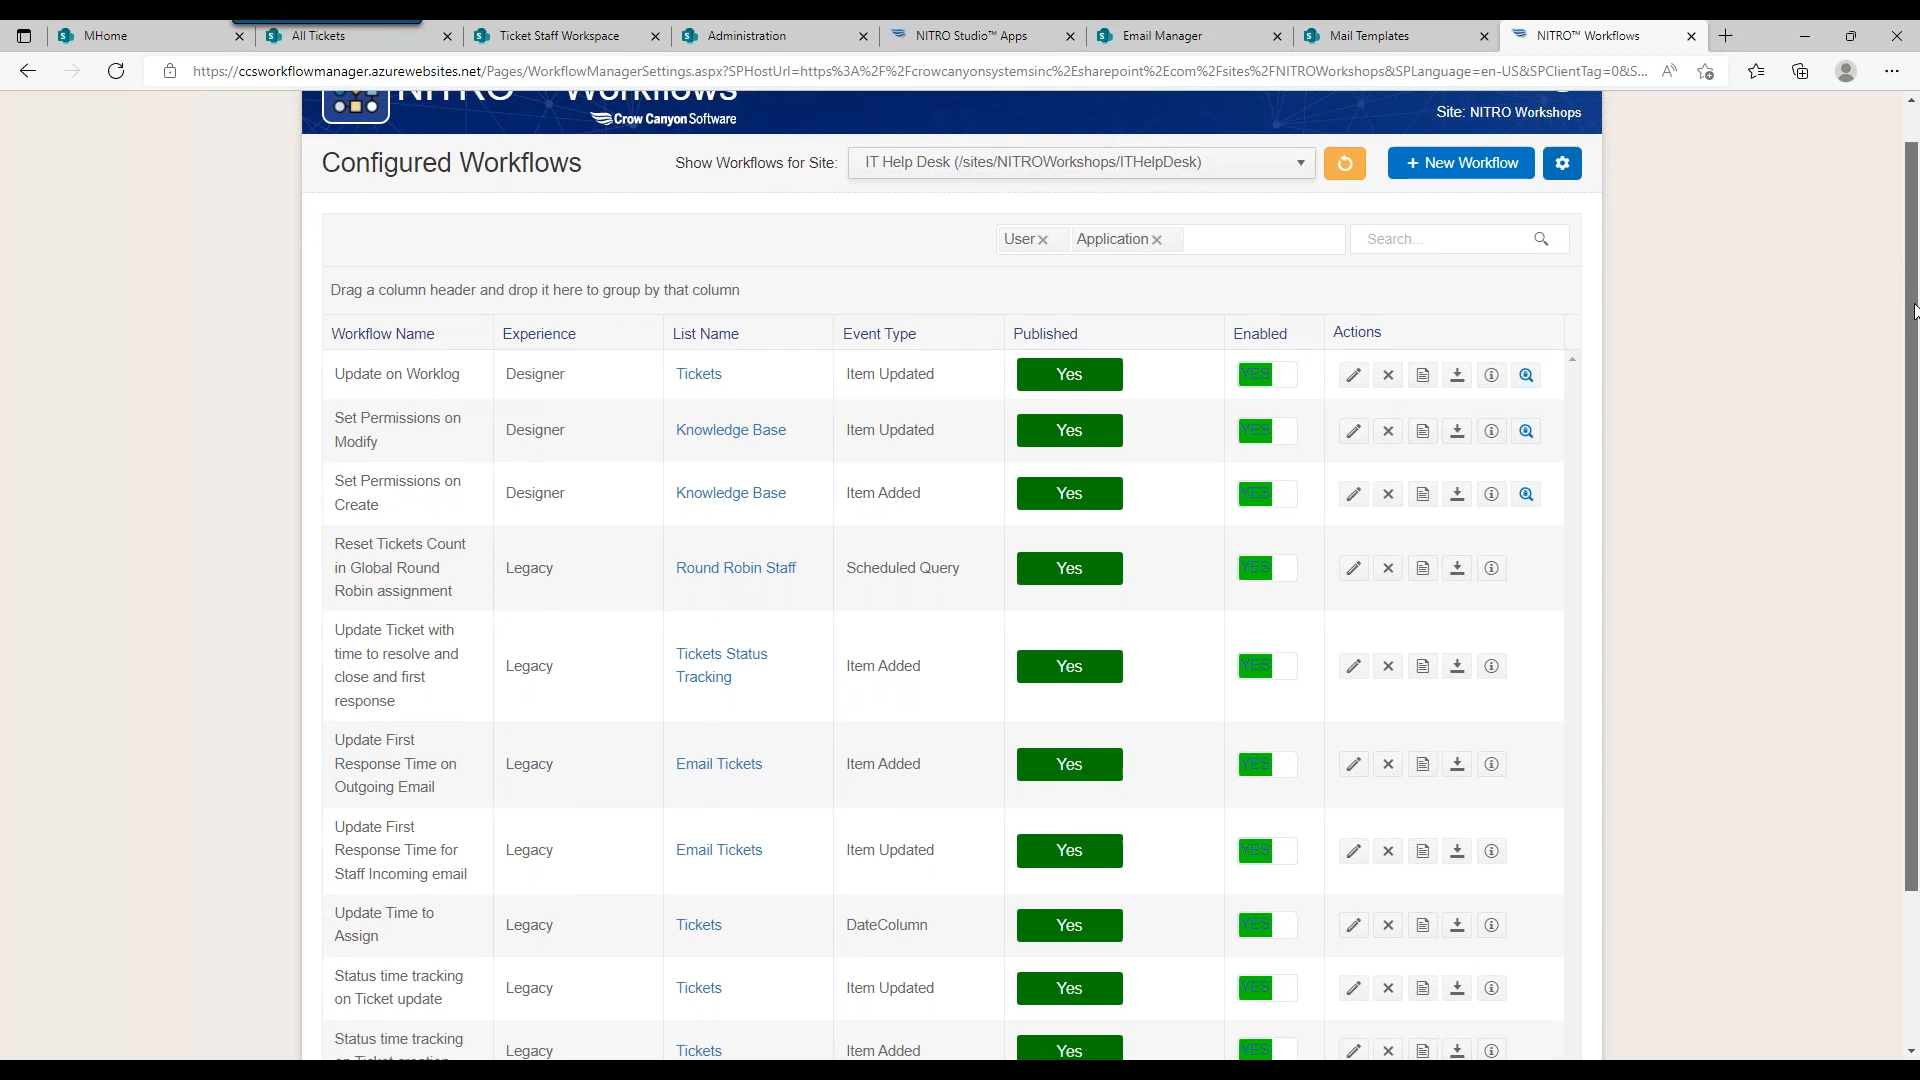 MHome
All Tickets
Ticket Staff Workspace
Administration
NITRO Studio™ Apps
Email Manager
Mail Templates
NITRO™ Workflows
https://ccsworkflowmanager.azurewebsites.net/Pages/WorkflowManagerSettings.aspx?SPHostUrl=https%3A%2F%2Fcrowcanyonsystemsinc%2Esharepoint%2Ecom%2Fsites%2FNITROWorkshops&SPLanguage=en-US&SPClientTag=0&S...
NITRO Workflows
Crow Canyon Software
Site: NITRO Workshops
Configured Workflows
Show Workflows for Site:
IT Help Desk (/sites/NITROWorkshops/ITHelpDesk)
+ New Workflow
User
Application
Search...
Drag a column header and drop it here to group by that column
Workflow Name
Experience
List Name
Event Type
Published
Enabled
Actions
Update on Worklog
Designer
Tickets
Item Updated
Yes
YES
Set Permissions on
Modify
Designer
Knowledge Base
Item Updated
Yes
YES
Set Permissions on
Create
Designer
Knowledge Base
Item Added
Yes
YES
Reset Tickets Count
in Global Round
Robin assignment
Legacy
Round Robin Staff
Scheduled Query
Yes
YES
Update Ticket with
time to resolve and
close and first
response
Legacy
Tickets Status
Tracking
Item Added
Yes
YES
Update First
Response Time on
Outgoing Email
Legacy
Email Tickets
Item Added
Yes
YES
Update First
Response Time for
Staff Incoming email
Legacy
Email Tickets
Item Updated
Yes
YES
Update Time to
Assign
Legacy
Tickets
DateColumn
Yes
YES
Status time tracking
on Ticket update
Legacy
Tickets
Item Updated
Yes
YES
Status time tracking
on Ticket creation
Legacy
Tickets
Item Added
Yes
YES